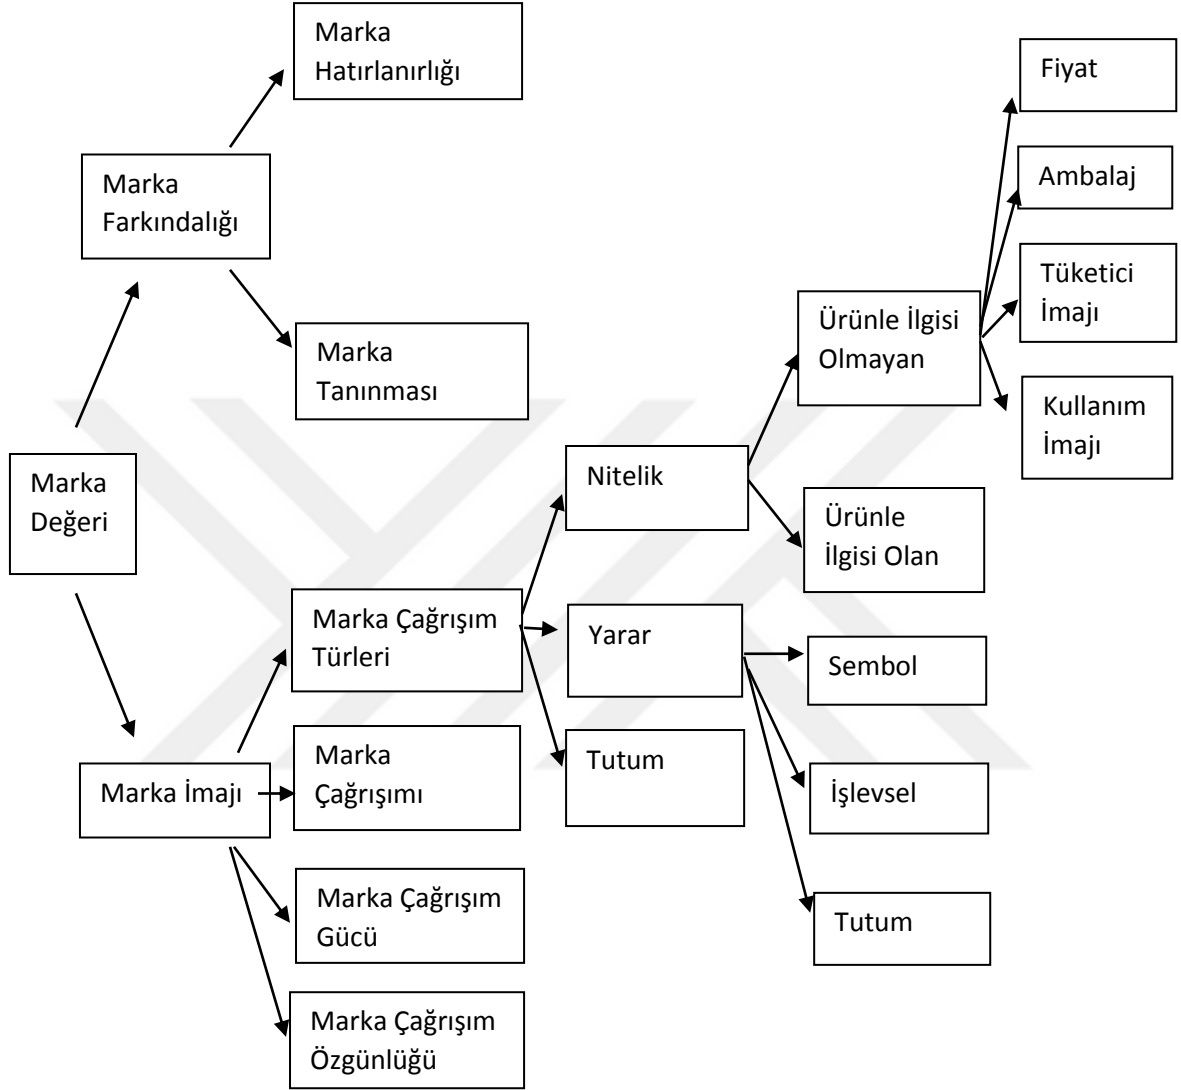 Marka
Hatırlanırlığı
Marka
Farkındalığı
Marka
Tanınması
Marka
Değeri
Marka İmajı
Marka Çağrışım
Türleri
Marka
Çağrışımı
Marka Çağrışım
Gücü
Marka Çağrışım
Özgünlüğü
Nitelik
Yarar
Tutum
Ürünle İlgisi
Olmayan
Ürünle
İlgisi Olan
Sembol
İşlevsel
Tutum
Fiyat
Ambalaj
Tüketici
İmajı
Kullanım
İmajı